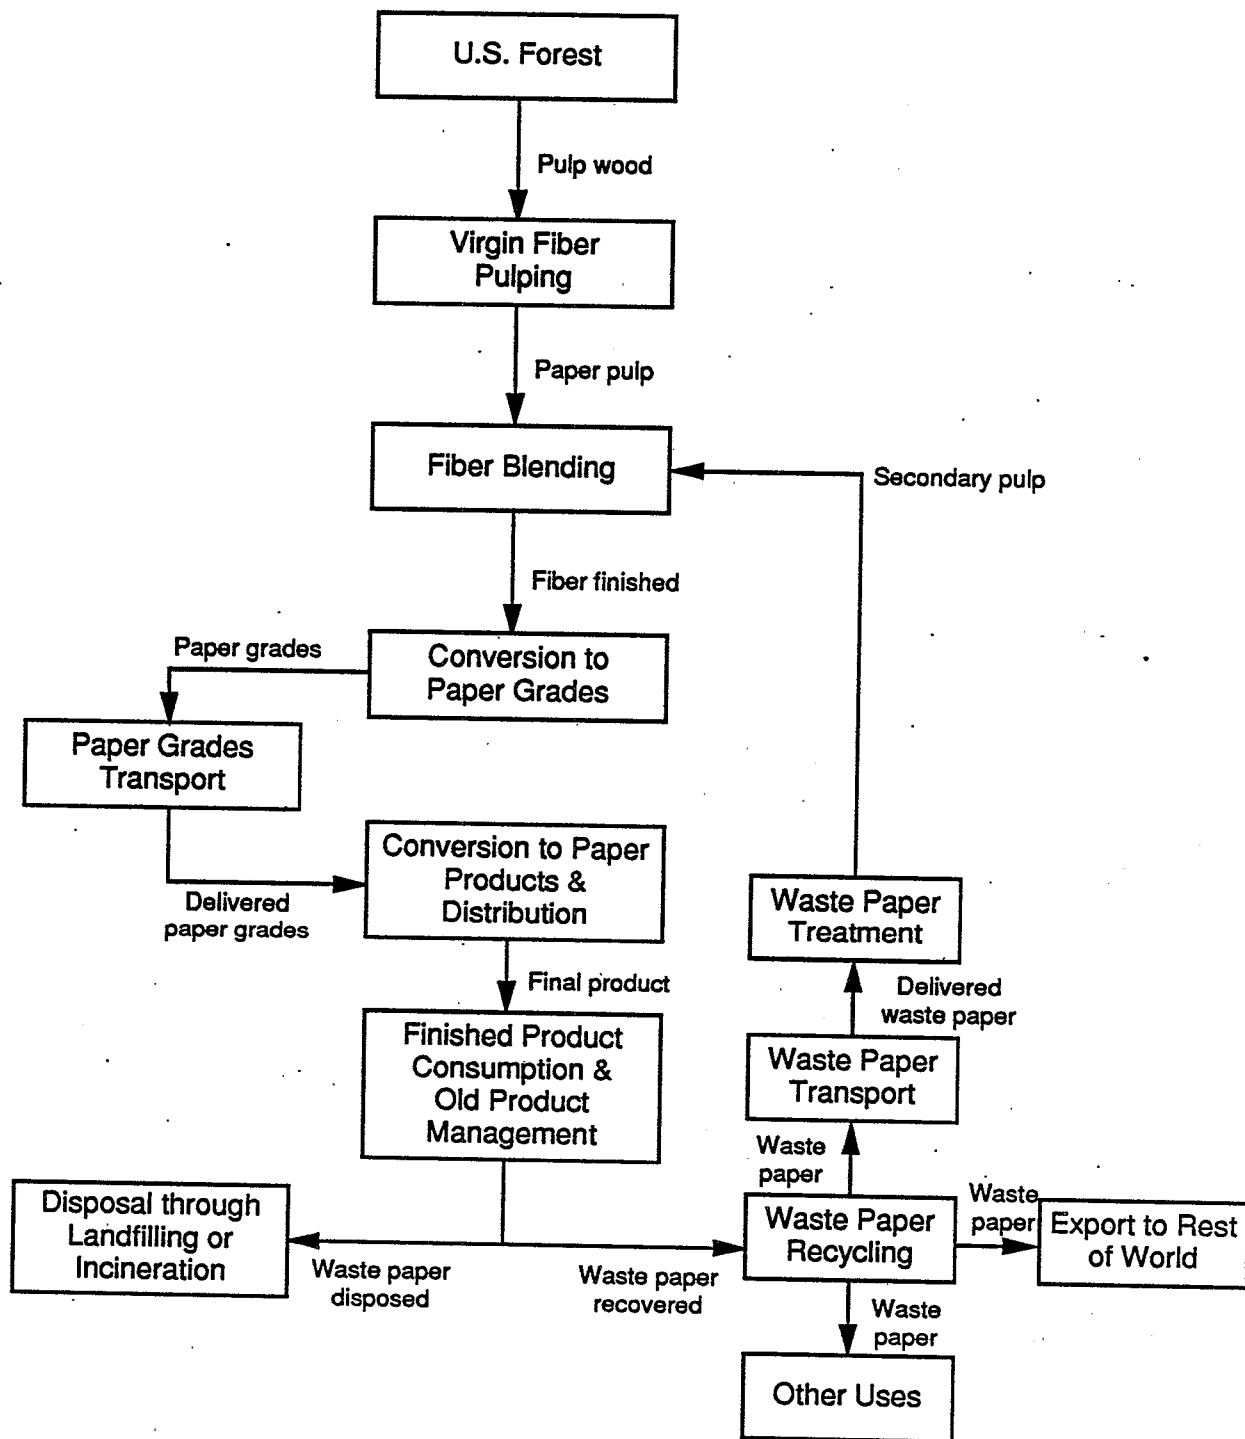 U.S. Forest
Pulp wood
Virgin Fiber
Pulping
Paper pulp
Fiber Blending
Secondary pulp
Fiber finished
Paper grades
Conversion to
Paper Grades
Paper Grades
Transport
Delivered
paper grades
Conversion to Paper
Products &
Distribution
Final product
Finished Product
Consumption &
Old Product
Management
Disposal through
Landfilling or
Incineration
Waste paper
disposed
Waste paper
recovered
Waste Paper
Treatment
Delivered
waste paper
Waste Paper
Transport
Waste
paper
Waste Paper
Recycling
Waste
paper
Export to Rest
of World
Waste
paper
Other Uses